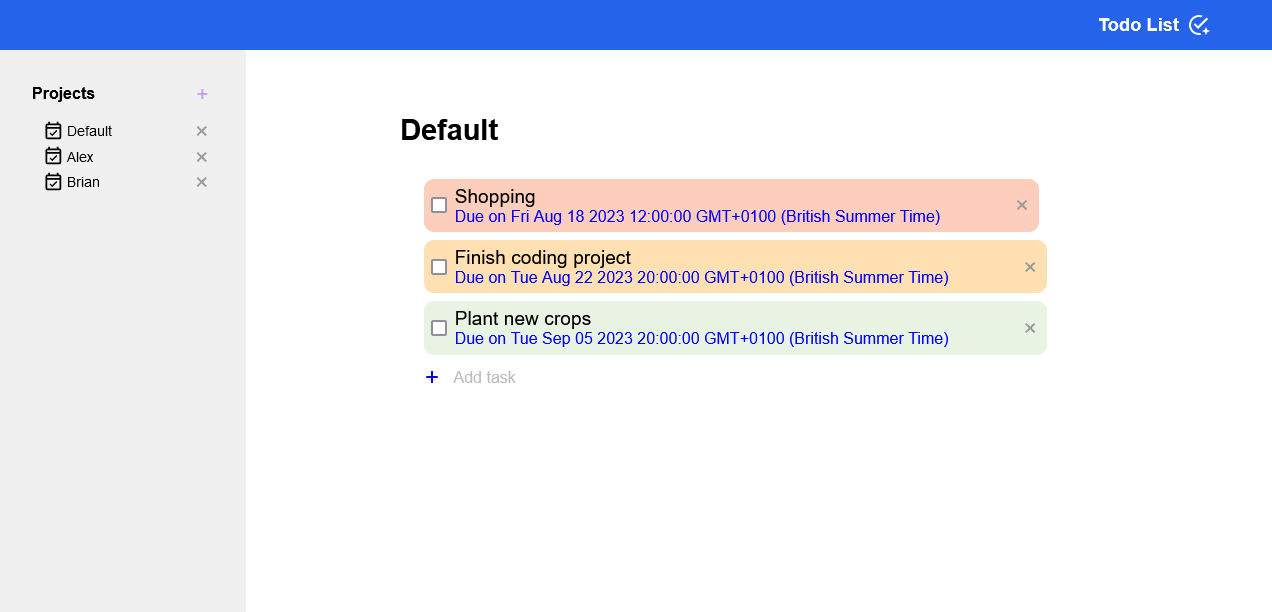 Todo List
Projects
Default
Alex
Brian
Default
Shopping
Due on Fri Aug 18 2023 12:00:00 GMT+0100 (British Summer Time)
Finish coding project
Due on Tue Aug 22 2023 20:00:00 GMT+0100 (British Summer Time)
Plant new crops
Due on Tue Sep 05 2023 20:00:00 GMT+0100 (British Summer Time)
Add task